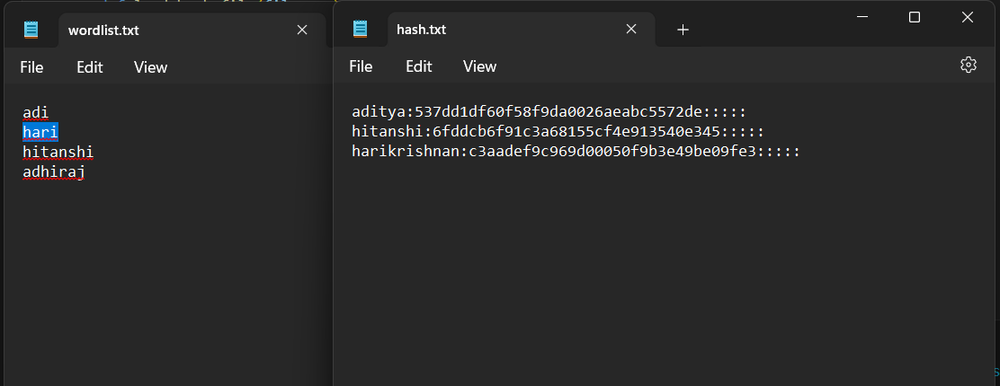 wordlist.txt
File Edit View
adi
hari
hitanshi
adhiraj
hash.txt
File Edit View
aditya:537dd1df60f58f9da0026aeabc5572de:::::
hitanshi:6fddcb6f91c3a68155cf4e913540e345:::::
harikrishnan:c3aadef9c969d00050f9b3e49be09fe3:::::